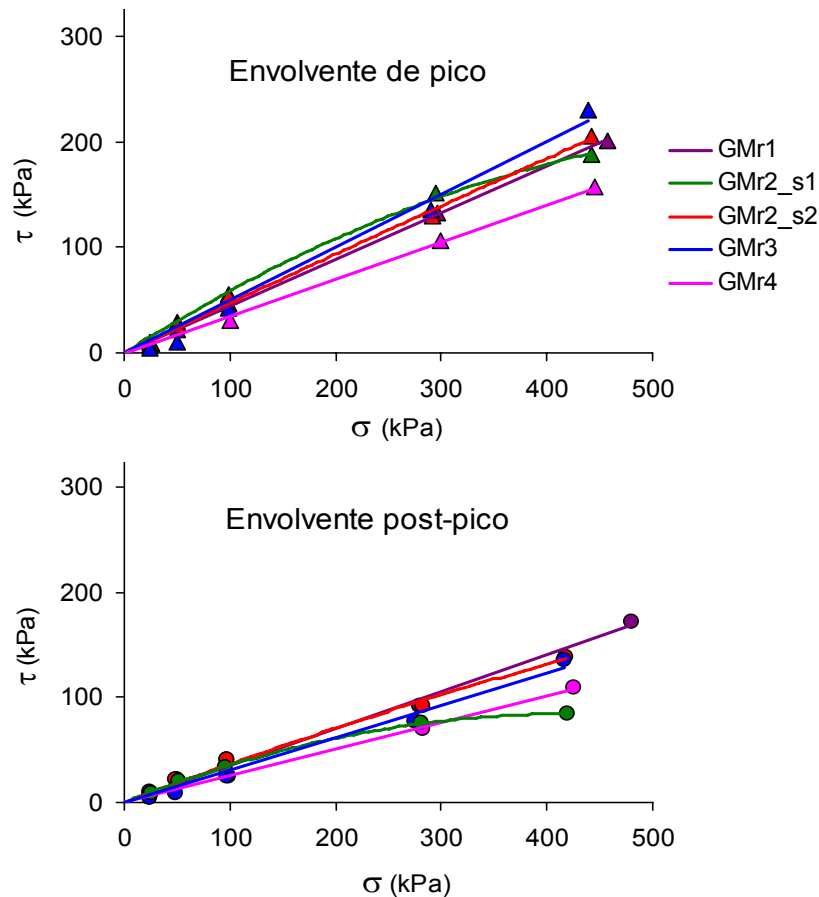 300
Envolvente de pico
200
τ (kPa)
100
0
0 100 200 300 400 500
σ (kPa)
GMr1
GMr2_s1
GMr2_s2
GMr3
GMr4
300
Envolvente post-pico
200
τ (kPa)
100
0
0 100 200 300 400 500
σ (kPa)